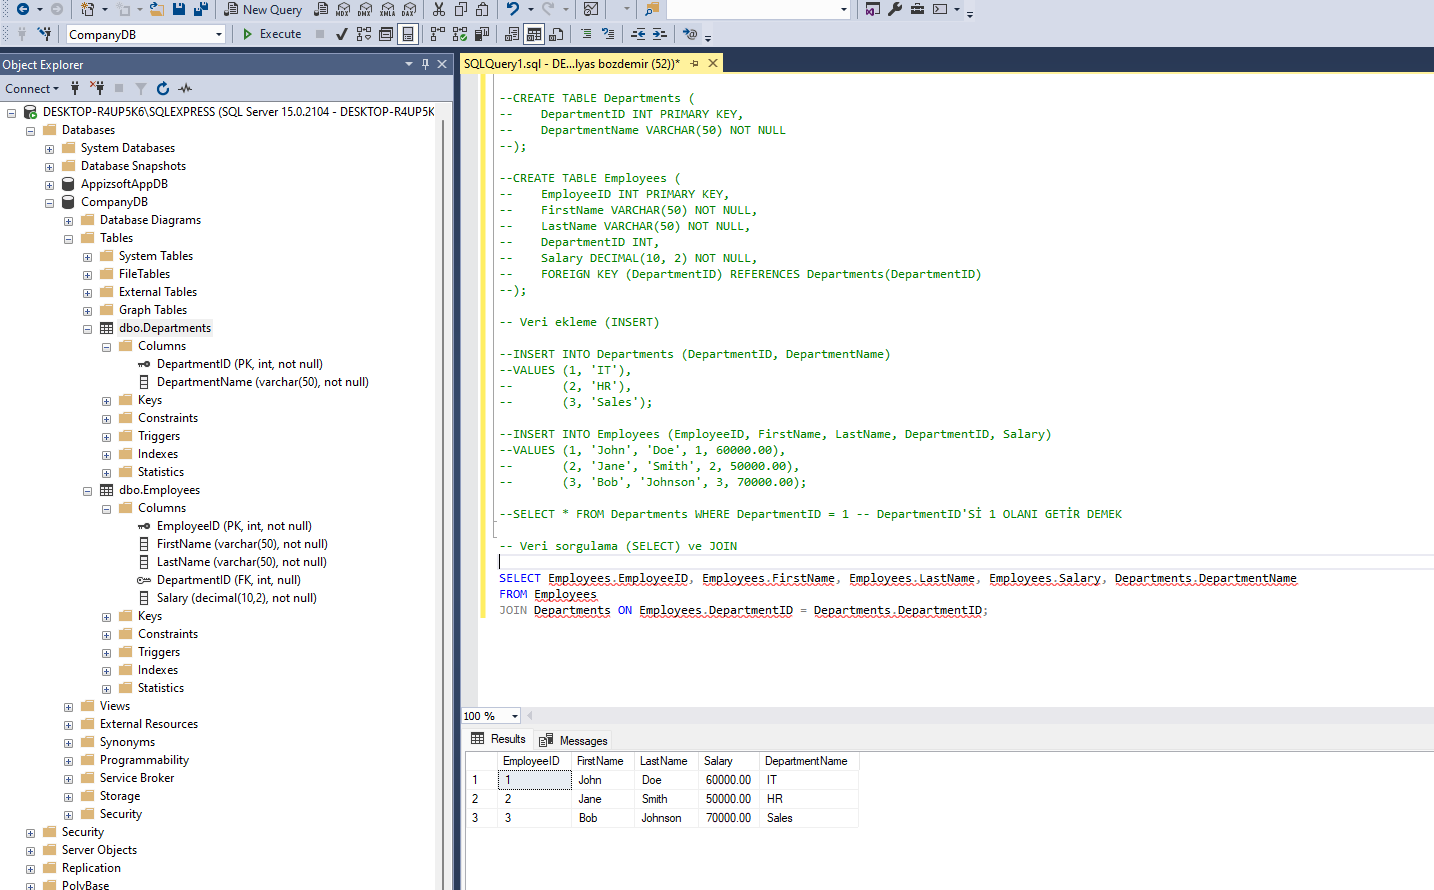 New Query
MDX
DMX
XMLA
DAX
CompanyDB
Execute
Object Explorer
Connect
DESKTOP-R4UP5K6\SQLEXPRESS (SQL Server 15.0.2104 - DESKTOP-R4UP5K
Databases
System Databases
Database Snapshots
AppizsoftAppDB
CompanyDB
Database Diagrams
Tables
System Tables
FileTables
External Tables
Graph Tables
dbo.Departments
Columns
DepartmentID (PK, int, not null)
DepartmentName (varchar(50), not null)
Keys
Constraints
Triggers
Indexes
Statistics
dbo.Employees
Columns
EmployeeID (PK, int, not null)
FirstName (varchar(50), not null)
LastName (varchar(50), not null)
DepartmentID (FK, int, null)
Salary (decimal(10,2), not null)
Keys
Constraints
Triggers
Indexes
Statistics
Views
External Resources
Synonyms
Programmability
Service Broker
Storage
Security
Security
Server Objects
Replication
PolyBase
SQLQuery1.sql - DE...lyas bozdemir (52))*
--CREATE TABLE Departments (
--    DepartmentID INT PRIMARY KEY,
--    DepartmentName VARCHAR(50) NOT NULL
--);
--CREATE TABLE Employees (
--    EmployeeID INT PRIMARY KEY,
--    FirstName VARCHAR(50) NOT NULL,
--    LastName VARCHAR(50) NOT NULL,
--    DepartmentID INT,
--    Salary DECIMAL(10, 2) NOT NULL,
--    FOREIGN KEY (DepartmentID) REFERENCES Departments(DepartmentID)
--);
-- Veri ekleme (INSERT)
--INSERT INTO Departments (DepartmentID, DepartmentName)
--VALUES (1, 'IT'),
--       (2, 'HR'),
--       (3, 'Sales');
--INSERT INTO Employees (EmployeeID, FirstName, LastName, DepartmentID, Salary)
--VALUES (1, 'John', 'Doe', 1, 60000.00),
--       (2, 'Jane', 'Smith', 2, 50000.00),
--       (3, 'Bob', 'Johnson', 3, 70000.00);
--SELECT * FROM Departments WHERE DepartmentID = 1 -- DepartmentID'Sİ 1 OLANI GETİR DEMEK
-- Veri sorgulama (SELECT) ve JOIN
SELECT Employees.EmployeeID, Employees.FirstName, Employees.LastName, Employees.Salary, Departments.DepartmentName
FROM Employees
JOIN Departments ON Employees.DepartmentID = Departments.DepartmentID;
100 %
Results Messages
EmployeeID FirstName LastName Salary DepartmentName
1 1 John Doe 60000.00 IT
2 2 Jane Smith 50000.00 HR
3 3 Bob Johnson 70000.00 Sales